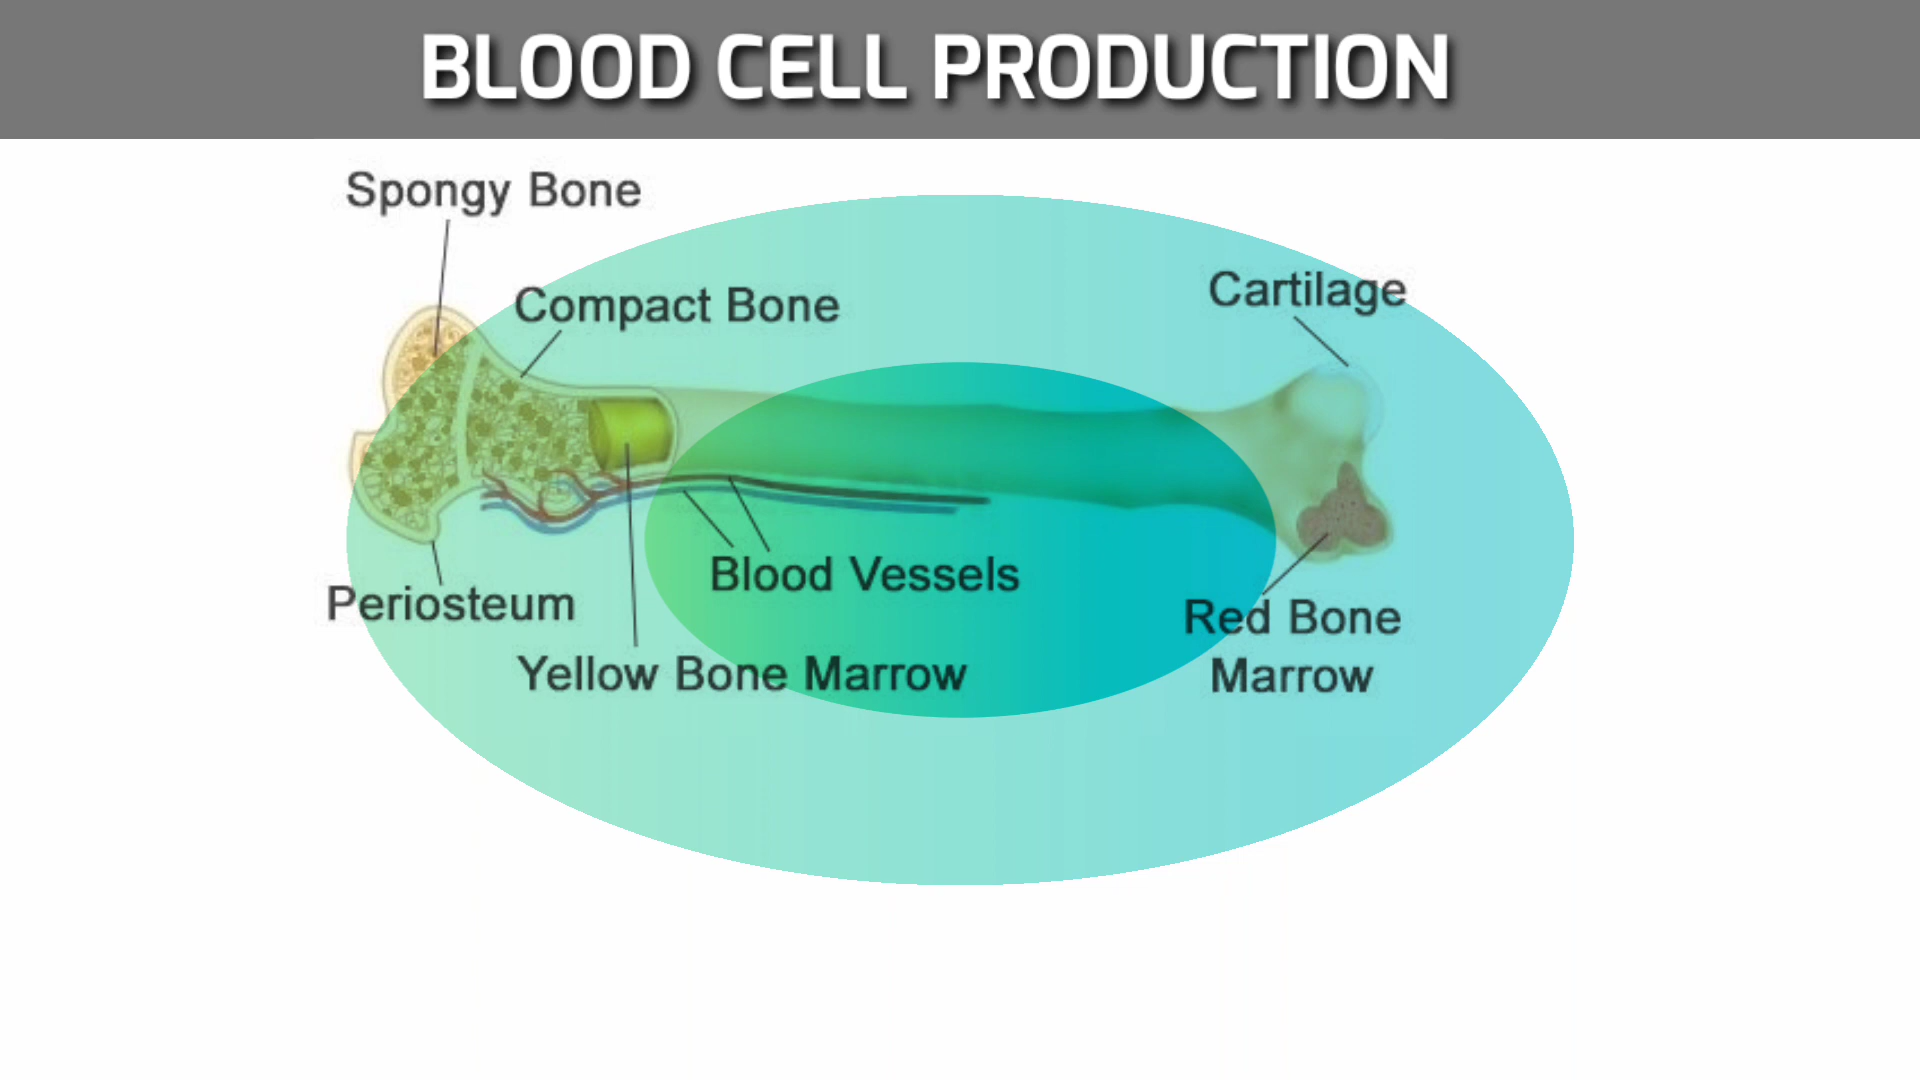 BLOOD CELL PRODUCTION
Spongy Bone
Compact Bone
Cartilage
Blood Vessels
Periosteum
Red Bone
Marrow
Yellow Bone Marrow